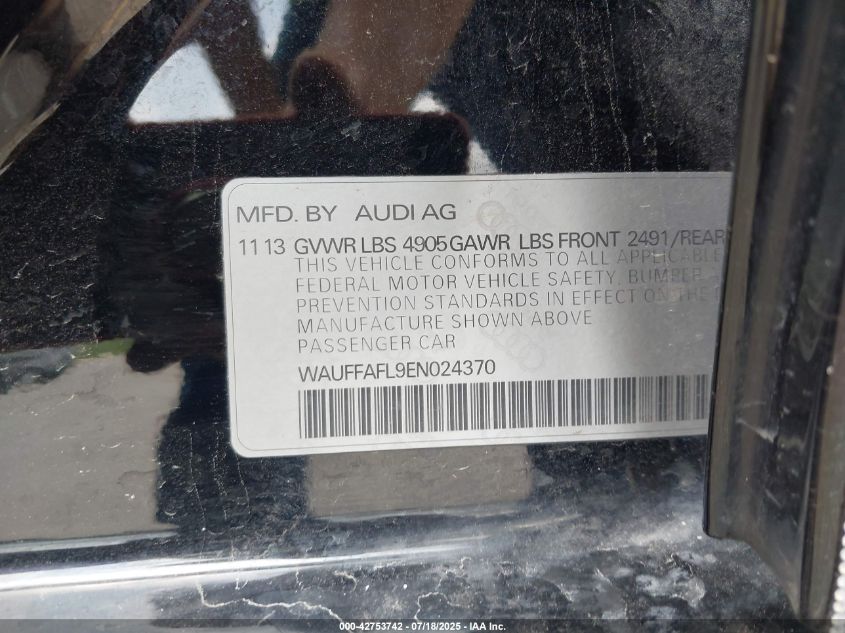 MFD. BY AUDI AG
11 13 GVWR LBS 4905 GAWR LBS FRONT 2491/REAR
THIS VEHICLE CONFORMS TO ALL APPLICABLE
FEDERAL MOTOR VEHICLE SAFETY, BUMPER
PREVENTION STANDARDS IN EFFECT ON THE
MANUFACTURE SHOWN ABOVE
PASSENGER CAR
WAUFFAFL9EN024370
000-42753742 - 07/18/2025 - IAA Inc.